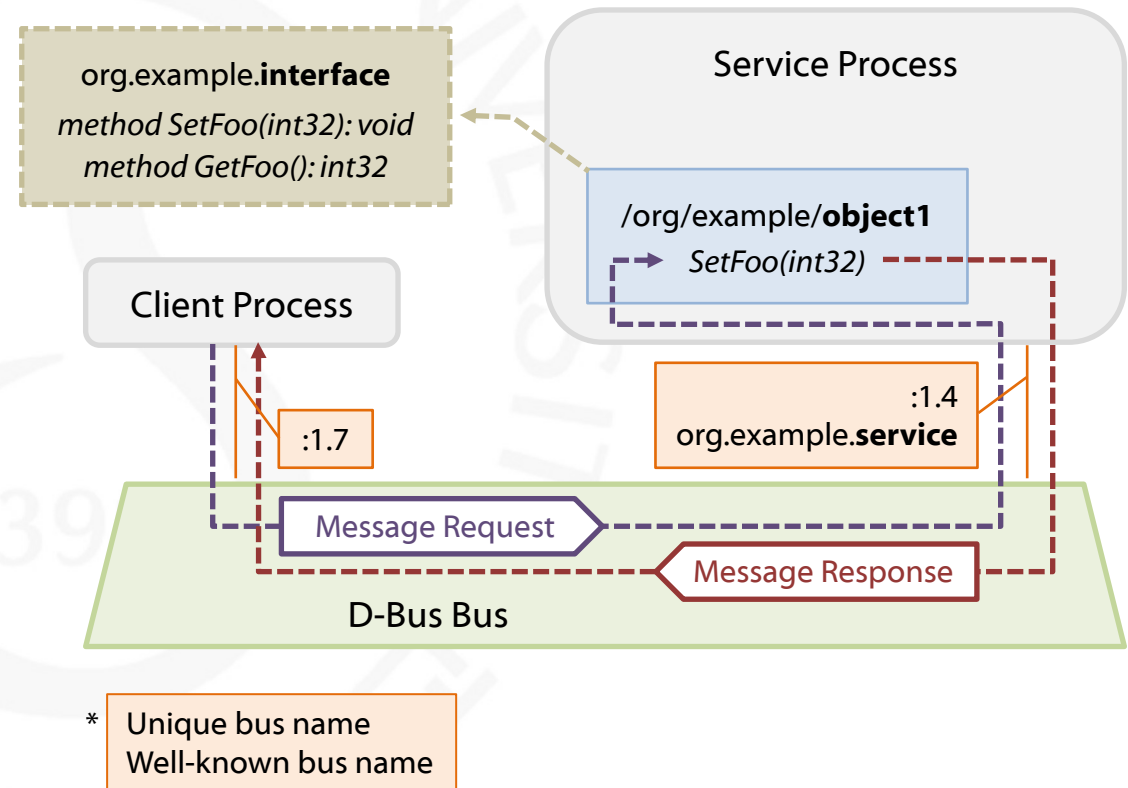 org.example.interface
method SetFoo(int32): void
method GetFoo(): int32
Service Process
/org/example/object1
SetFoo(int32)
Client Process
:1.7
:1.4
org.example.service
Message Request
Message Response
D-Bus Bus
* Unique bus name
Well-known bus name